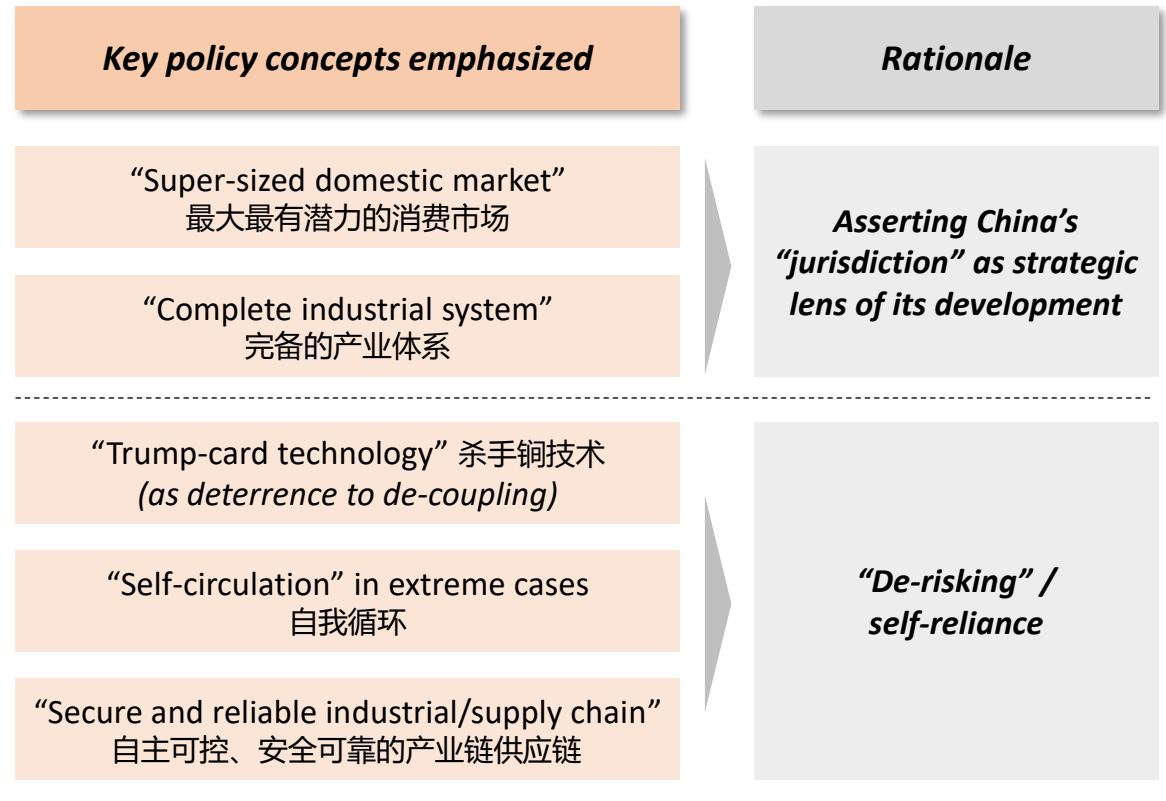 Key policy concepts emphasized
Rationale
“Super-sized domestic market”
最大最有潜力的消费市场
“Complete industrial system”
完备的产业体系
Asserting China’s
“jurisdiction” as strategic
lens of its development
“Trump-card technology” 杀手锏技术
(as deterrence to de-coupling)
“Self-circulation” in extreme cases
自我循环
“Secure and reliable industrial/supply chain”
自主可控、安全可靠的产业链供应链
“De-risking” /
self-reliance